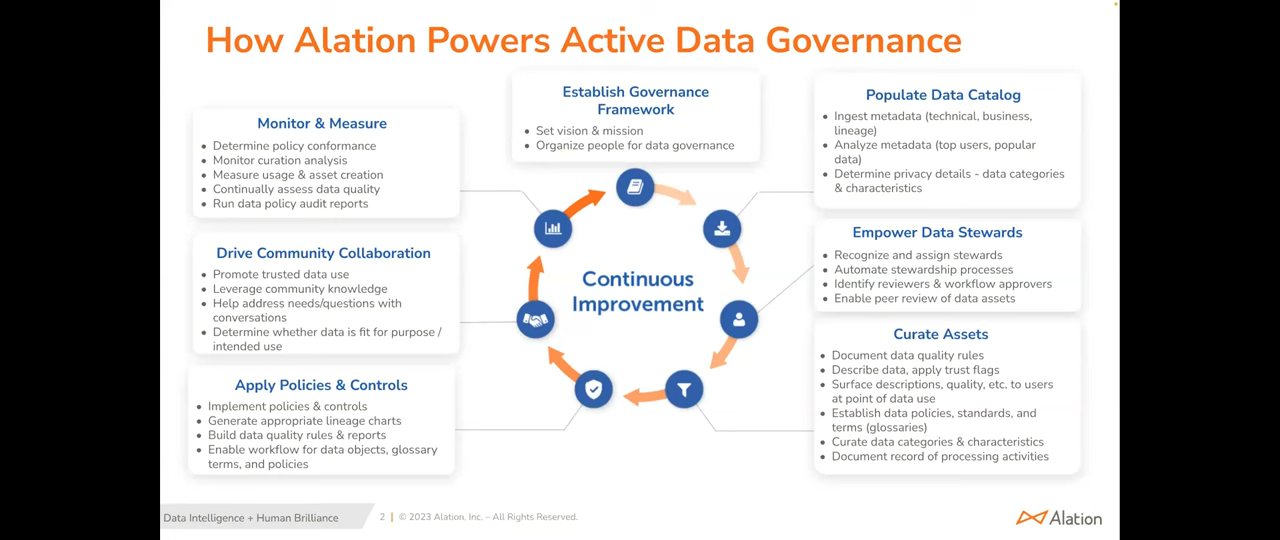 How Alation Powers Active Data Governance
Establish Governance
Framework
• Set vision & mission
• Organize people for data governance
Populate Data Catalog
• Ingest metadata (technical, business,
lineage)
• Analyze metadata (top users, popular
data)
• Determine privacy details - data categories
& characteristics
Empower Data Stewards
• Recognize and assign stewards
• Automate stewardship processes
• Identify reviewers & workflow approvers
• Enable peer review of data assets
Curate Assets
• Document data quality rules
• Describe data, apply trust flags
• Surface descriptions, quality, etc. to users
at point of data use
• Establish data policies, standards, and
terms (glossaries)
• Curate data categories & characteristics
• Document record of processing activities
Apply Policies & Controls
• Implement policies & controls
• Generate appropriate lineage charts
• Build data quality rules & reports
• Enable workflow for data objects, glossary
terms, and policies
Drive Community Collaboration
• Promote trusted data use
• Leverage community knowledge
• Help address needs/questions with
conversations
• Determine whether data is fit for purpose /
intended use
Monitor & Measure
• Determine policy conformance
• Monitor curation analysis
• Measure usage & asset creation
• Continually assess data quality
• Run data policy audit reports
Continuous
Improvement
Data Intelligence + Human Brilliance
2 | © 2023 Alation, Inc. – All Rights Reserved.
Alation